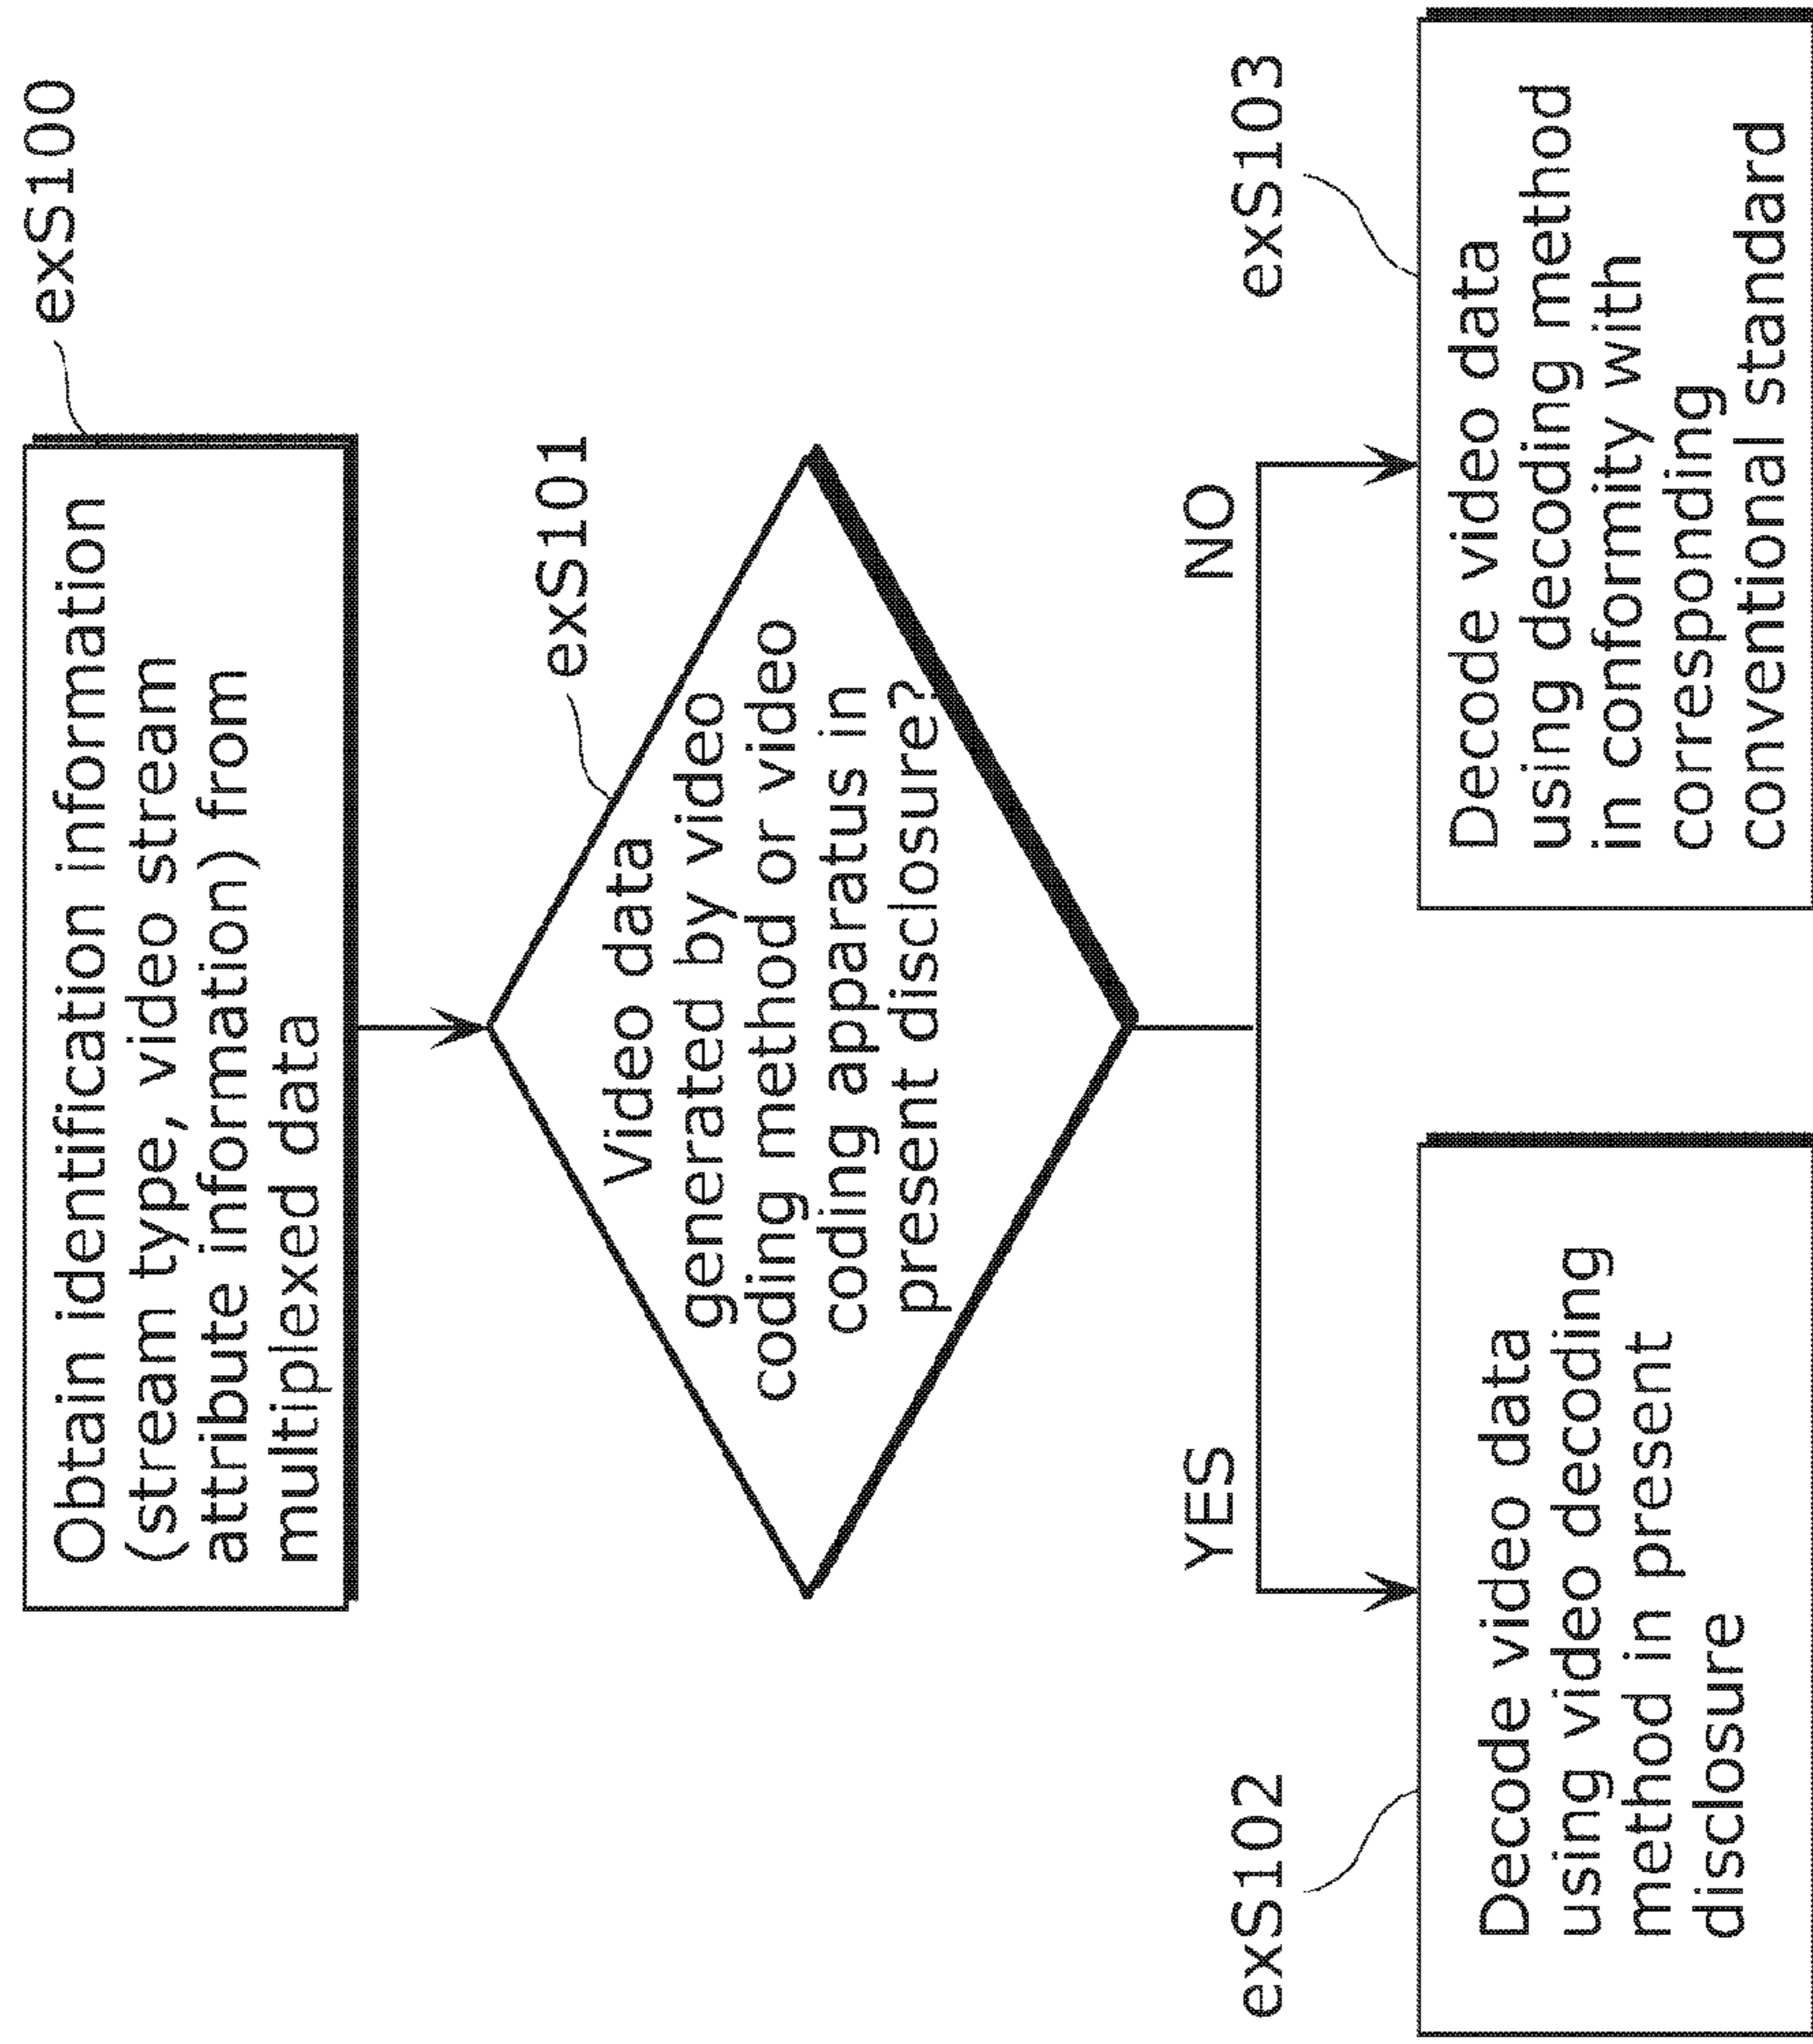 exS100
Obtain identification information
(stream type, video stream
attribute information) from
multiplexed data
exS101
Video data
generated by video
coding method or video
coding apparatus in
present disclosure?
YES
NO
exS102
Decode video data
using video decoding
method in present
disclosure
exS103
Decode video data
using decoding method
in conformity with
corresponding
conventional standard